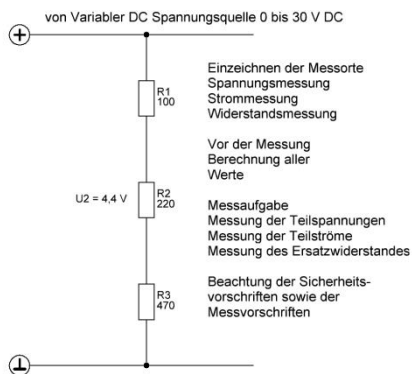 von Variabler DC Spannungsquelle 0 bis 30 V DC
R1
100
U2 = 4,4 V
R2
220
R3
470
Einzeichnen der Messorte
Spannungsmessung
Strommessung
Widerstandsmessung
Vor der Messung
Berechnung aller
Werte
Messaufgabe
Messung der Teilspannungen
Messung der Teilströme
Messung des Ersatzwiderstandes
Beachtung der Sicherheits-
vorschriften sowie der
Messvorschriften